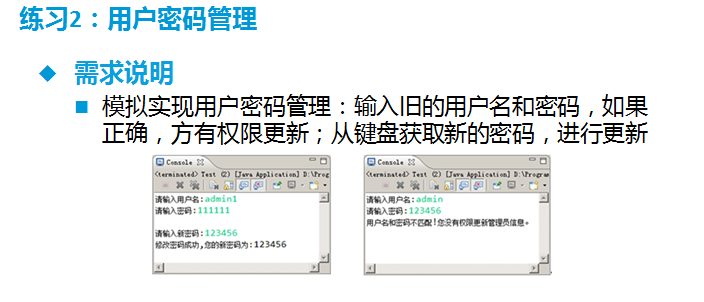 练习2：用户密码管理
需求说明
模拟实现用户密码管理：输入旧的用户名和密码，如果
正确，方有权限更新；从键盘获取新的密码，进行更新
Console
<terminated> Test (2) [Java Application] D:\Prog
请输入用户名:admin1
请输入密码:111111
请输入新密码:123456
修改密码成功,您的新密码为:123456
Console
<terminated> Test (2) [Java Application] D:\Program
请输入用户名:admin
请输入密码:123456
用户名和密码不匹配!您没有权限更新管理员信息。